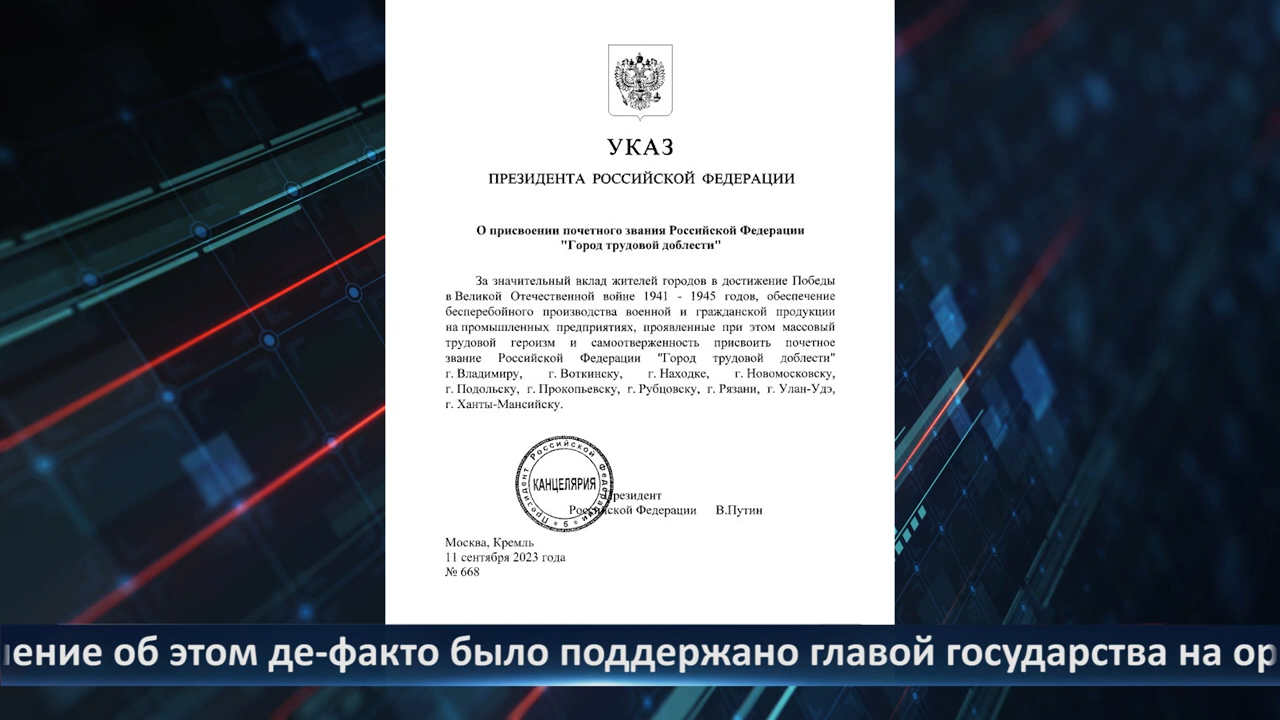 УКАЗ
ПРЕЗИДЕНТА РОССИЙСКОЙ ФЕДЕРАЦИИ
О присвоении почетного звания Российской Федерации
"Город трудовой доблести"
За значительный вклад жителей городов в достижение Победы
в Великой Отечественной войне 1941 - 1945 годов, обеспечение
бесперебойного производства военной и гражданской продукции
на промышленных предприятиях, проявленные при этом массовый
трудовой героизм и самоотверженность присвоить почетное
звание Российской Федерации "Город трудовой доблести"
г. Владимиру, г. Воткинску, г. Находке, г. Новомосковску,
г. Подольску, г. Прокопьевску, г. Рубцовску, г. Рязани, г. Улан-Удэ,
г. Ханты-Мансийску.
Президент Российской Федерации
КАНЦЕЛЯРИЯ
* 5 *
Президент
Российской Федерации В.Путин
Москва, Кремль
11 сентября 2023 года
№ 668
об этом де-факто было поддержано главой государства на